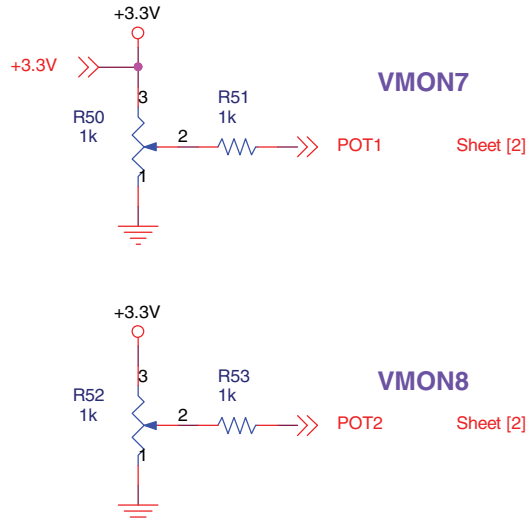 +3.3V
+3.3V
VMON7
3
R50
1k
R51
1k
2
POT1
Sheet [2]
1
+3.3V
VMON8
3
R52
1k
R53
1k
2
POT2
Sheet [2]
1